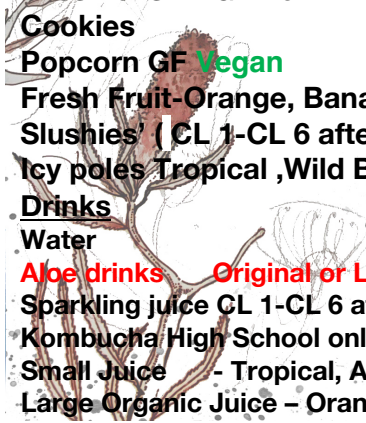 Cookies
Popcorn GF Vegan
Fresh Fruit-Orange, Bana
Slushies' ( CL 1-CL 6 afte
Icy poles Tropical ,Wild B
Drinks
Water
Aloe drinks Original or L
Sparkling juice CL 1-CL 6 a
Kombucha High School onl
Small Juice - Tropical, A
Large Organic Juice – Oran